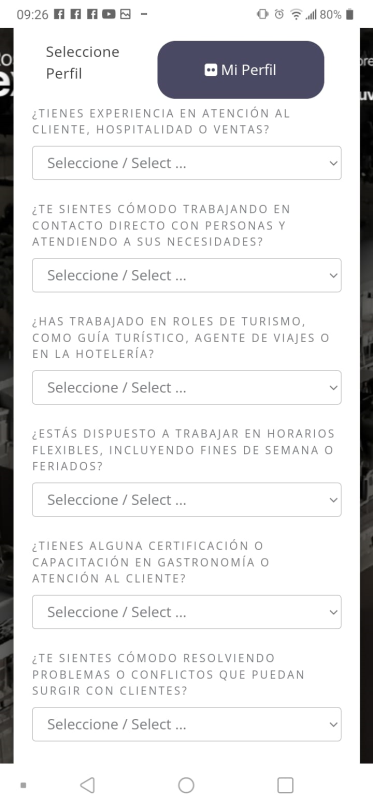 09:26
80%
Seleccione
Perfil
Mi Perfil
¿TIENES EXPERIENCIA EN ATENCIÓN AL
CLIENTE, HOSPITALIDAD O VENTAS?
Seleccione / Select ...
¿TE SIENTES CÓMODO TRABAJANDO EN
CONTACTO DIRECTO CON PERSONAS Y
ATENDIENDO A SUS NECESIDADES?
Seleccione / Select ...
¿HAS TRABAJADO EN ROLES DE TURISMO,
COMO GUÍA TURÍSTICO, AGENTE DE VIAJES O
EN LA HOTELERÍA?
Seleccione / Select ...
¿ESTÁS DISPUESTO A TRABAJAR EN HORARIOS
FLEXIBLES, INCLUYENDO FINES DE SEMANA O
FERIADOS?
Seleccione / Select ...
¿TIENES ALGUNA CERTIFICACIÓN O
CAPACITACIÓN EN GASTRONOMÍA O
ATENCIÓN AL CLIENTE?
Seleccione / Select ...
¿TE SIENTES CÓMODO RESOLVIENDO
PROBLEMAS O CONFLICTOS QUE PUEDAN
SURGIR CON CLIENTES?
Seleccione / Select ...